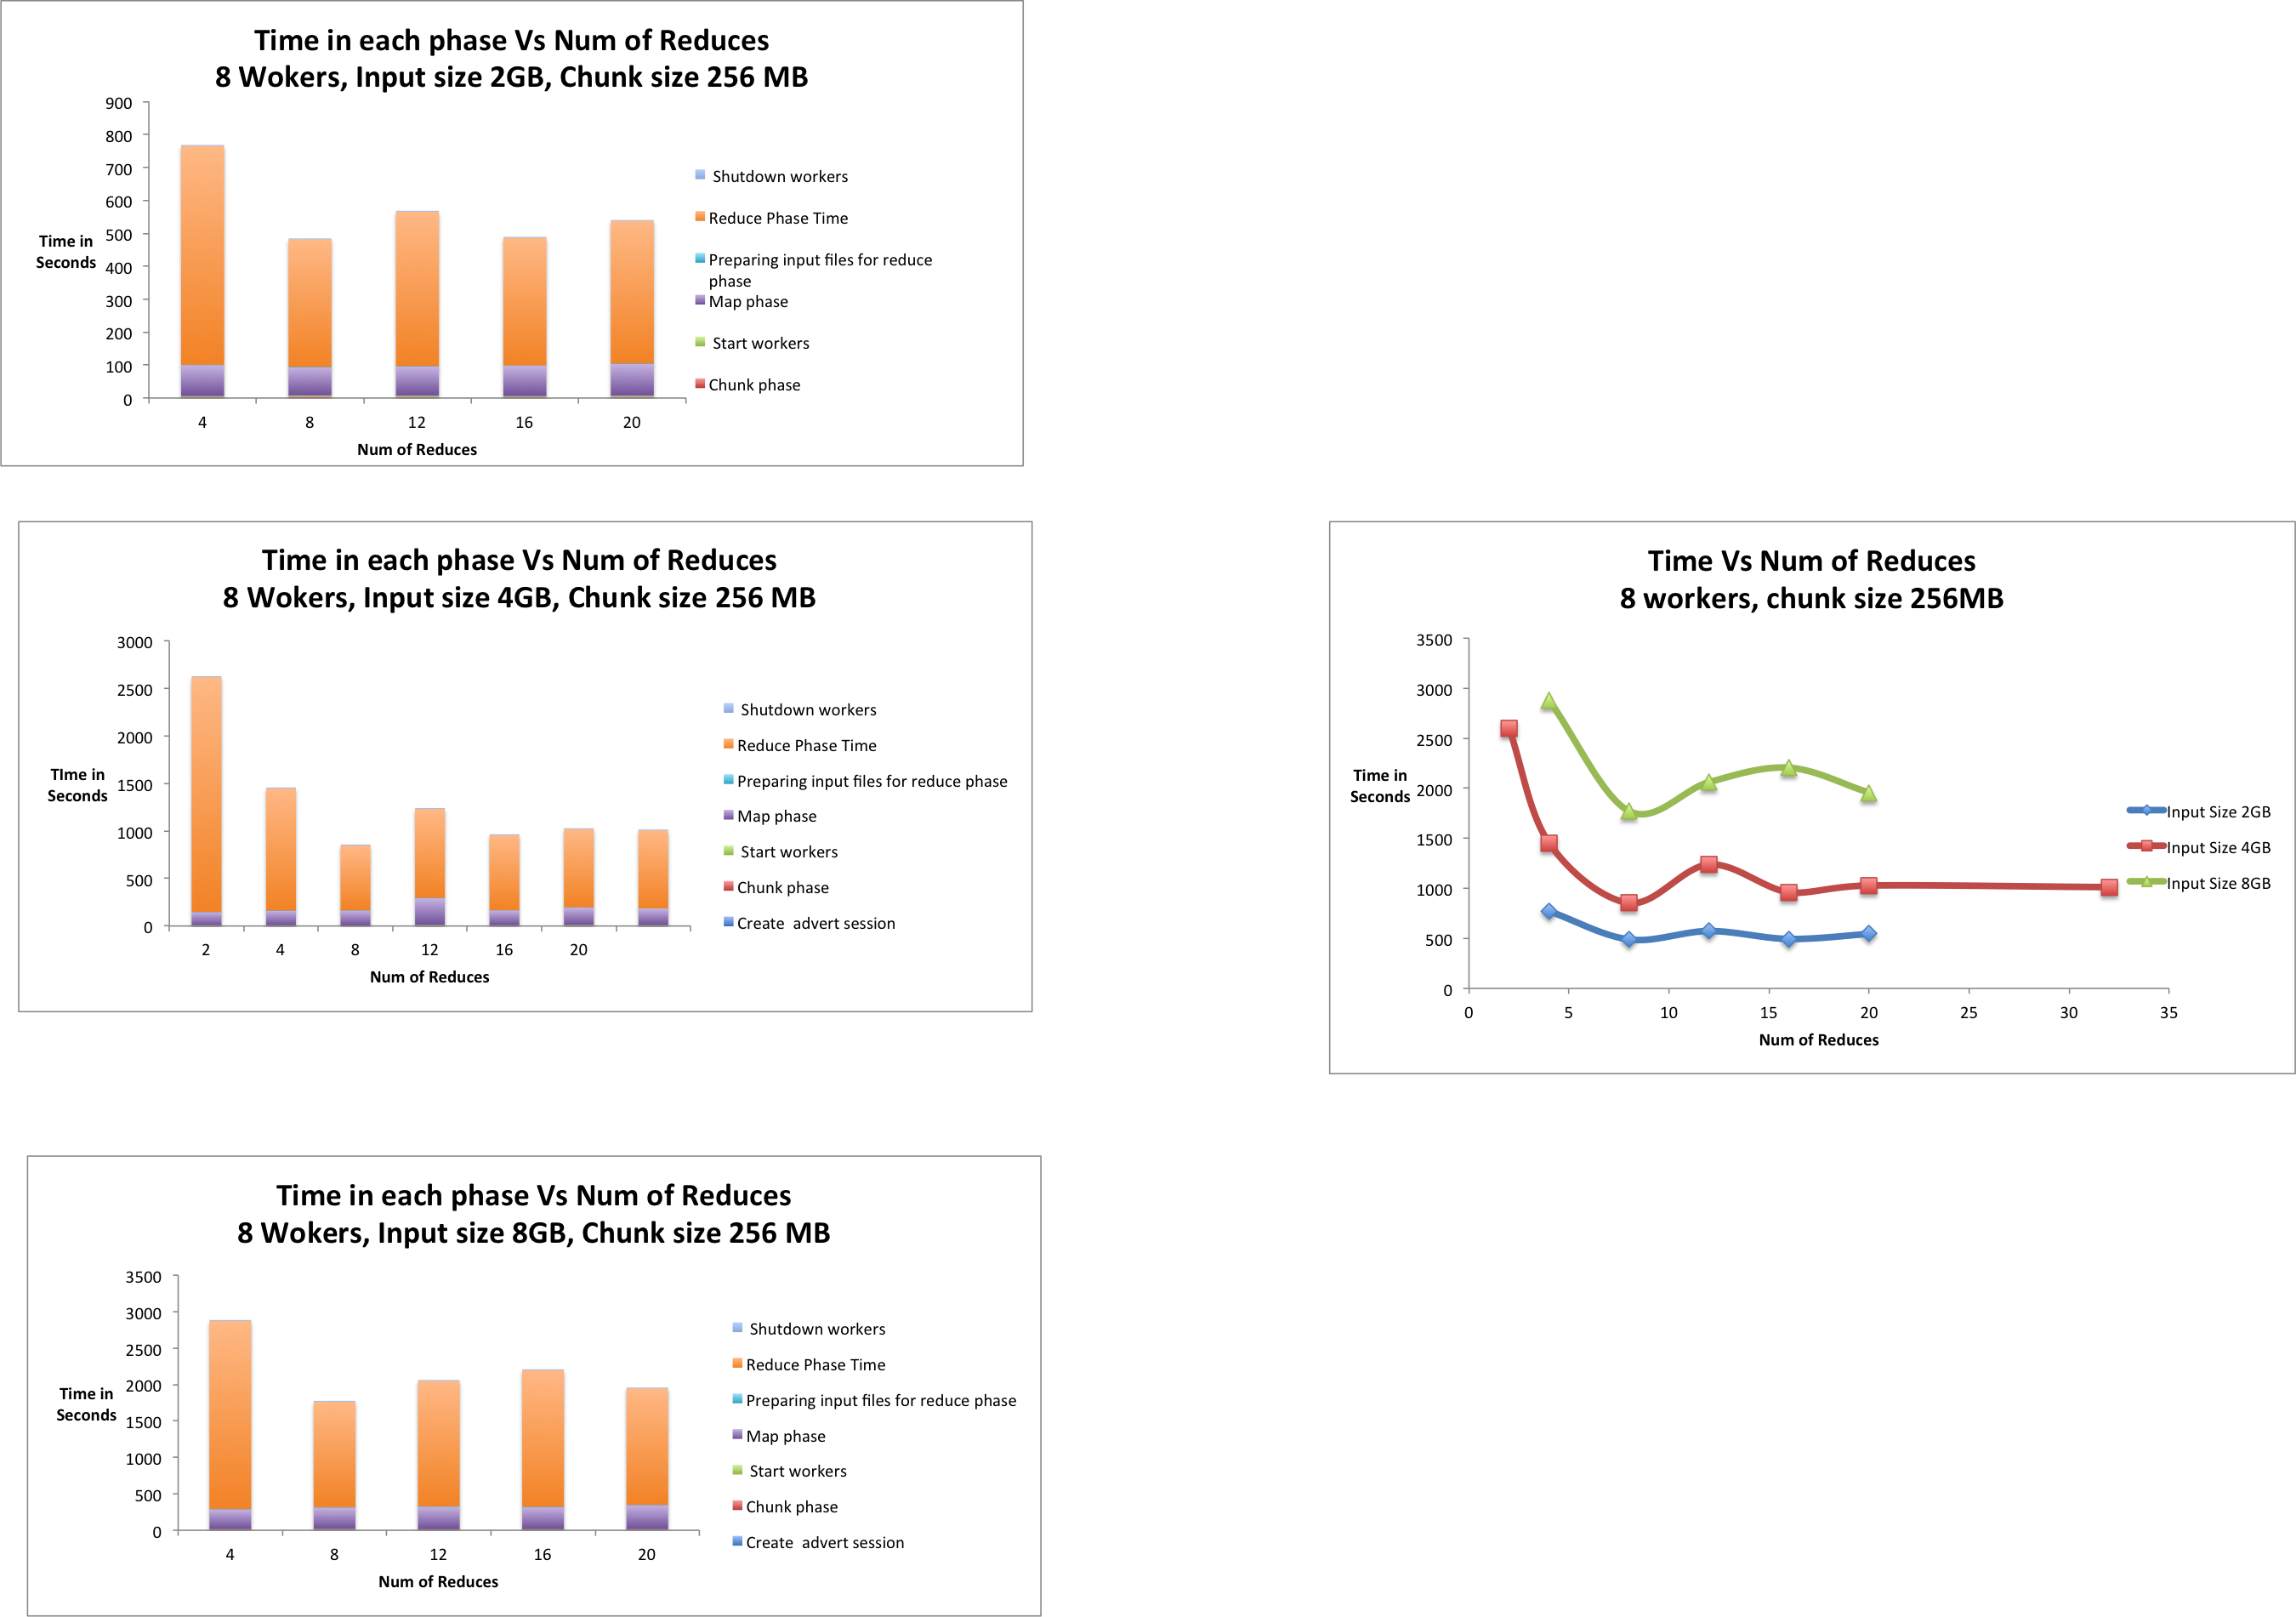 Time in each phase Vs Num of Reduces
8 Wokers, Input size 2GB, Chunk size 256 MB
900
800
700
600
500
400
300
200
100
0
Time in
Seconds
4 8 12 16 20
Num of Reduces
Shutdown workers
Reduce Phase Time
Preparing input files for reduce
phase
Map phase
Start workers
Chunk phase
Time in each phase Vs Num of Reduces
8 Wokers, Input size 4GB, Chunk size 256 MB
3000
2500
2000
1500
1000
500
0
TIme in
Seconds
2 4 8 12 16 20
Num of Reduces
Shutdown workers
Reduce Phase Time
Preparing input files for reduce phase
Map phase
Start workers
Chunk phase
Create advert session
Time Vs Num of Reduces
8 workers, chunk size 256MB
3500
3000
2500
2000
1500
1000
500
0
Time in
Seconds
0 5 10 15 20 25 30 35
Num of Reduces
Input Size 2GB
Input Size 4GB
Input Size 8GB
Time in each phase Vs Num of Reduces
8 Wokers, Input size 8GB, Chunk size 256 MB
3500
3000
2500
2000
1500
1000
500
0
Time in
Seconds
4 8 12 16 20
Num of Reduces
Shutdown workers
Reduce Phase Time
Preparing input files for reduce phase
Map phase
Start workers
Chunk phase
Create advert session